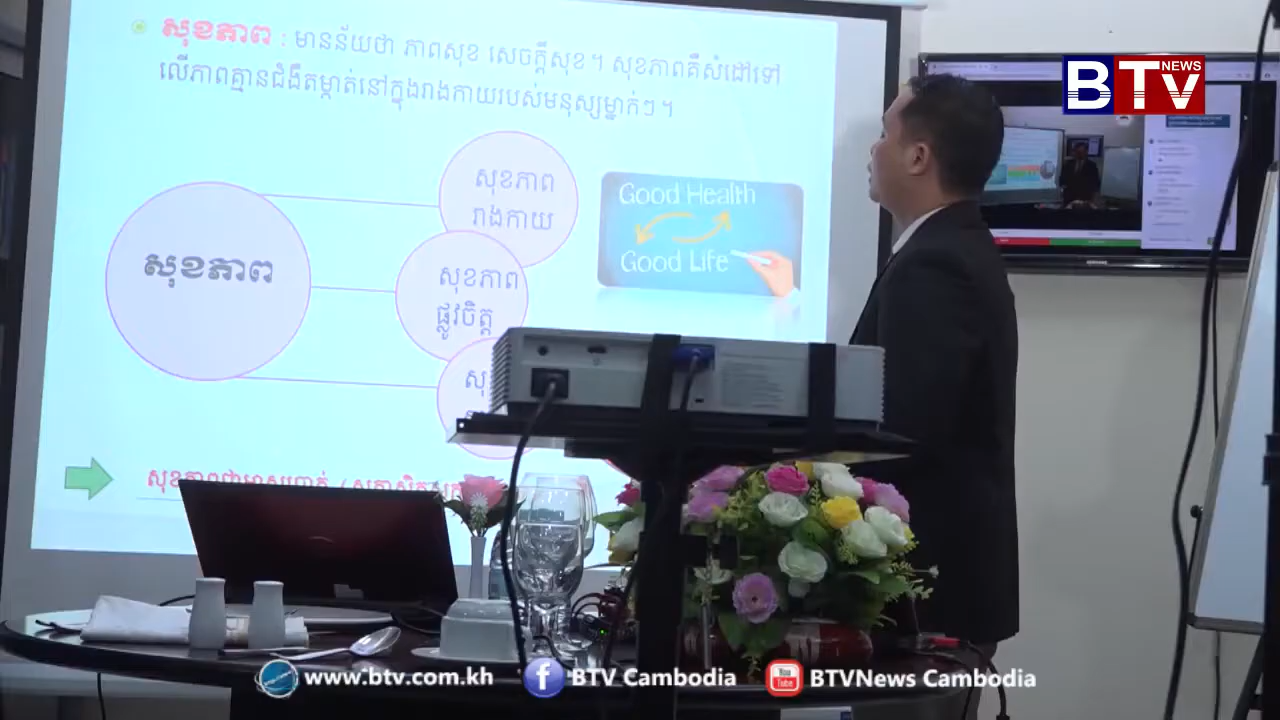 សុខភាព : មានន័យថា ភាពសុខ សេចក្ដីសុខ ។ សុខភាពគឺសំដៅទៅ
លើភាពគ្មានជំងឺតម្កាត់នៅក្នុងរាងកាយរបស់មនុស្សម្នាក់ៗ ។
សុខភាព
រាងកាយ
Good Health
Good Life
សុខភាព
សុខភាព
ផ្លូវចិត្ត
BTV NEWS
www.btv.com.kh
BTV Cambodia
BTVNews Cambodia